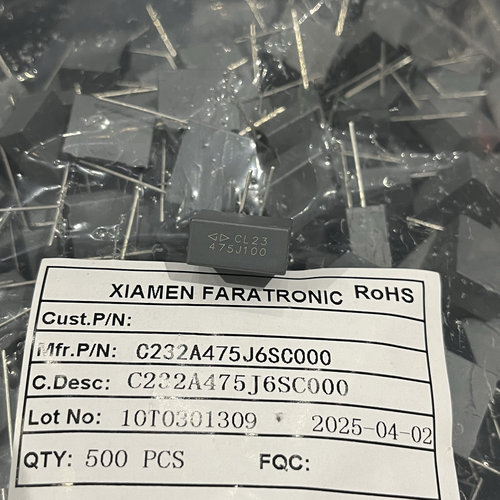 CL23
475J100
XIAMEN FARATRONIC RoHS
Cust.P/N:
Mfr.P/N: C232A475J6SC000
C.Desc: C232A475J6SC000
Lot No: 10T0301309 2025-04-02
QTY: 500 PCS FQC: